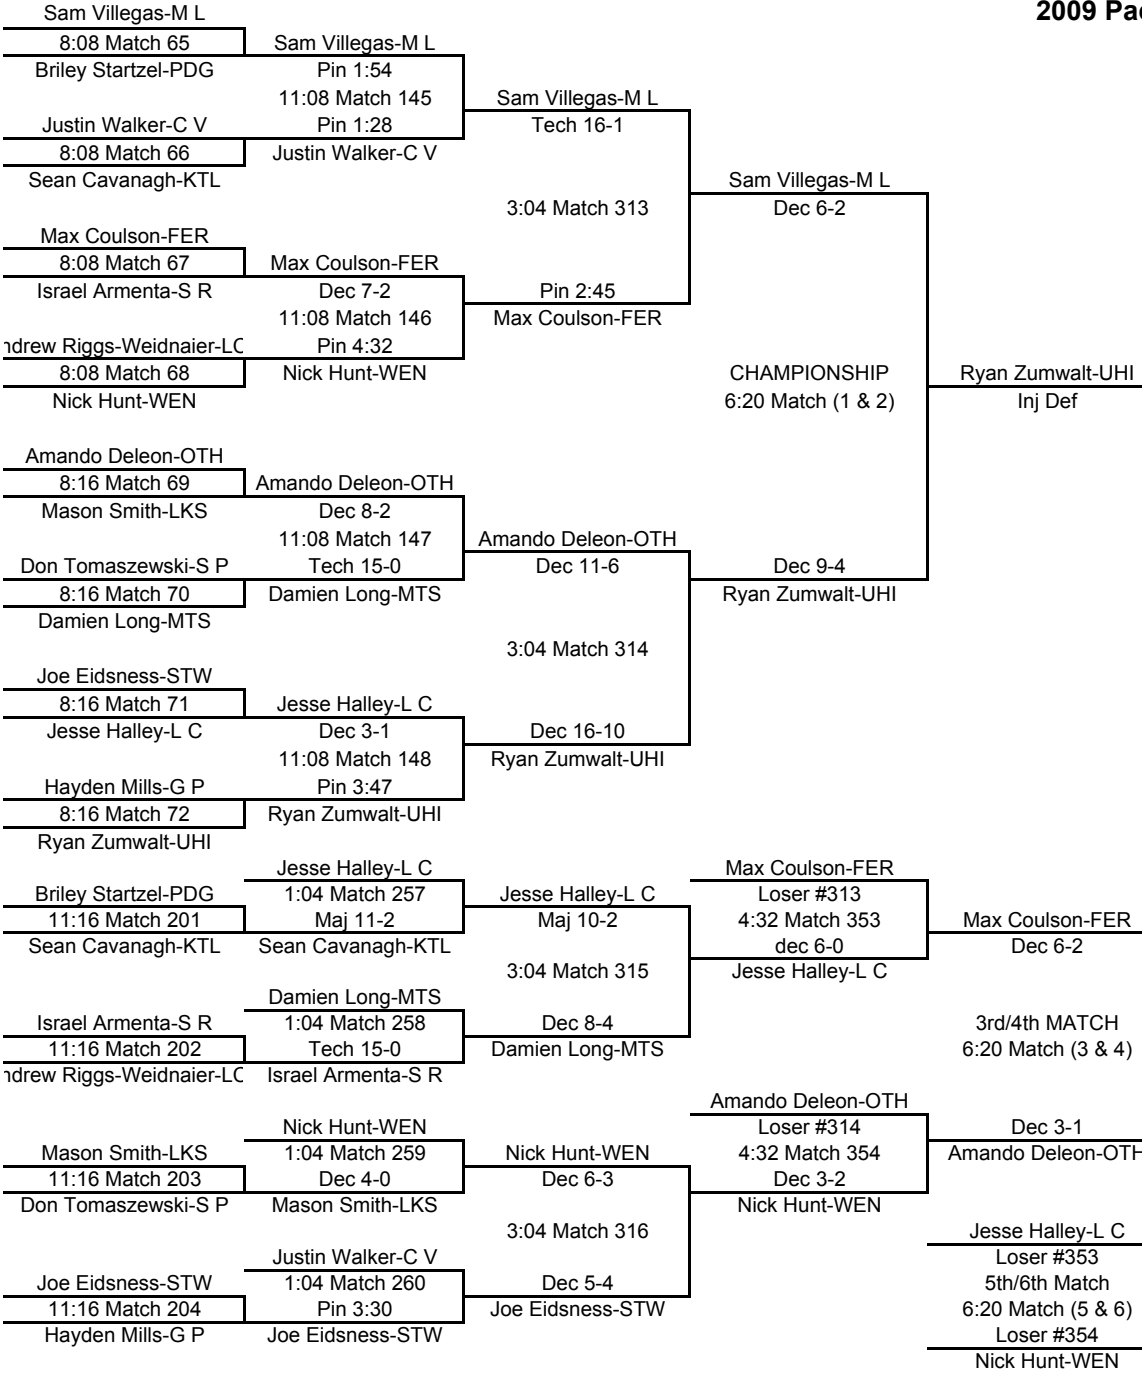 2009 Pac
Sam Villegas-M L
8:08 Match 65
Sam Villegas-M L
Briley Startzel-PDG
Pin 1:54
11:08 Match 145
Sam Villegas-M L
Justin Walker-C V
Pin 1:28
Tech 16-1
8:08 Match 66
Justin Walker-C V
Sean Cavanagh-KTL
Sam Villegas-M L
3:04 Match 313
Dec 6-2
Max Coulson-FER
8:08 Match 67
Max Coulson-FER
Israel Armenta-S R
Dec 7-2
Pin 2:45
11:08 Match 146
Max Coulson-FER
ndrew Riggs-Weidnaier-LC
Pin 4:32
8:08 Match 68
Nick Hunt-WEN
CHAMPIONSHIP
Ryan Zumwalt-UHI
Nick Hunt-WEN
6:20 Match (1 & 2)
Inj Def
Amando Deleon-OTH
8:16 Match 69
Amando Deleon-OTH
Mason Smith-LKS
Dec 8-2
11:08 Match 147
Amando Deleon-OTH
Don Tomaszewski-S P
Tech 15-0
Dec 11-6
Dec 9-4
8:16 Match 70
Damien Long-MTS
Ryan Zumwalt-UHI
Damien Long-MTS
3:04 Match 314
Joe Eidsness-STW
8:16 Match 71
Jesse Halley-L C
Jesse Halley-L C
Dec 3-1
Dec 16-10
11:08 Match 148
Ryan Zumwalt-UHI
Hayden Mills-G P
Pin 3:47
8:16 Match 72
Ryan Zumwalt-UHI
Ryan Zumwalt-UHI
Jesse Halley-L C
Max Coulson-FER
Briley Startzel-PDG
1:04 Match 257
Jesse Halley-L C
Loser #313
11:16 Match 201
Maj 11-2
Maj 10-2
4:32 Match 353
Max Coulson-FER
Sean Cavanagh-KTL
Sean Cavanagh-KTL
dec 6-0
Dec 6-2
3:04 Match 315
Jesse Halley-L C
Damien Long-MTS
Israel Armenta-S R
1:04 Match 258
Dec 8-4
3rd/4th MATCH
11:16 Match 202
Tech 15-0
Damien Long-MTS
6:20 Match (3 & 4)
ndrew Riggs-Weidnaier-LC
Israel Armenta-S R
Amando Deleon-OTH
Nick Hunt-WEN
Loser #314
Dec 3-1
Mason Smith-LKS
1:04 Match 259
Nick Hunt-WEN
4:32 Match 354
Amando Deleon-OTH
11:16 Match 203
Dec 4-0
Dec 6-3
Dec 3-2
Don Tomaszewski-S P
Mason Smith-LKS
Nick Hunt-WEN
3:04 Match 316
Jesse Halley-L C
Justin Walker-C V
Loser #353
Joe Eidsness-STW
1:04 Match 260
Dec 5-4
5th/6th Match
11:16 Match 204
Pin 3:30
Joe Eidsness-STW
6:20 Match (5 & 6)
Hayden Mills-G P
Joe Eidsness-STW
Loser #354
Nick Hunt-WEN